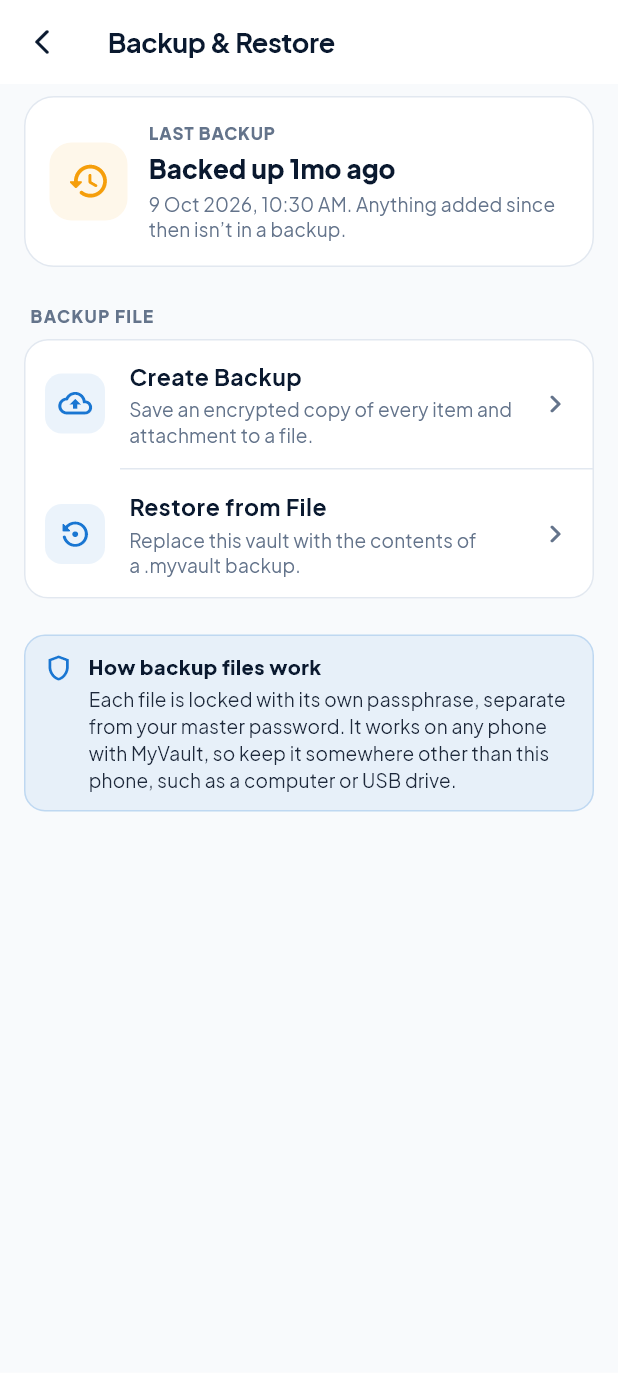 Backup & Restore
LAST BACKUP
Backed up 1mo ago
9 Oct 2026, 10:30 AM. Anything added since
then isn’t in a backup.
BACKUP FILE
Create Backup
Save an encrypted copy of every item and
attachment to a file.
Restore from File
Replace this vault with the contents of
a .myvault backup.
How backup files work
Each file is locked with its own passphrase, separate
from your master password. It works on any phone
with MyVault, so keep it somewhere other than this
phone, such as a computer or USB drive.